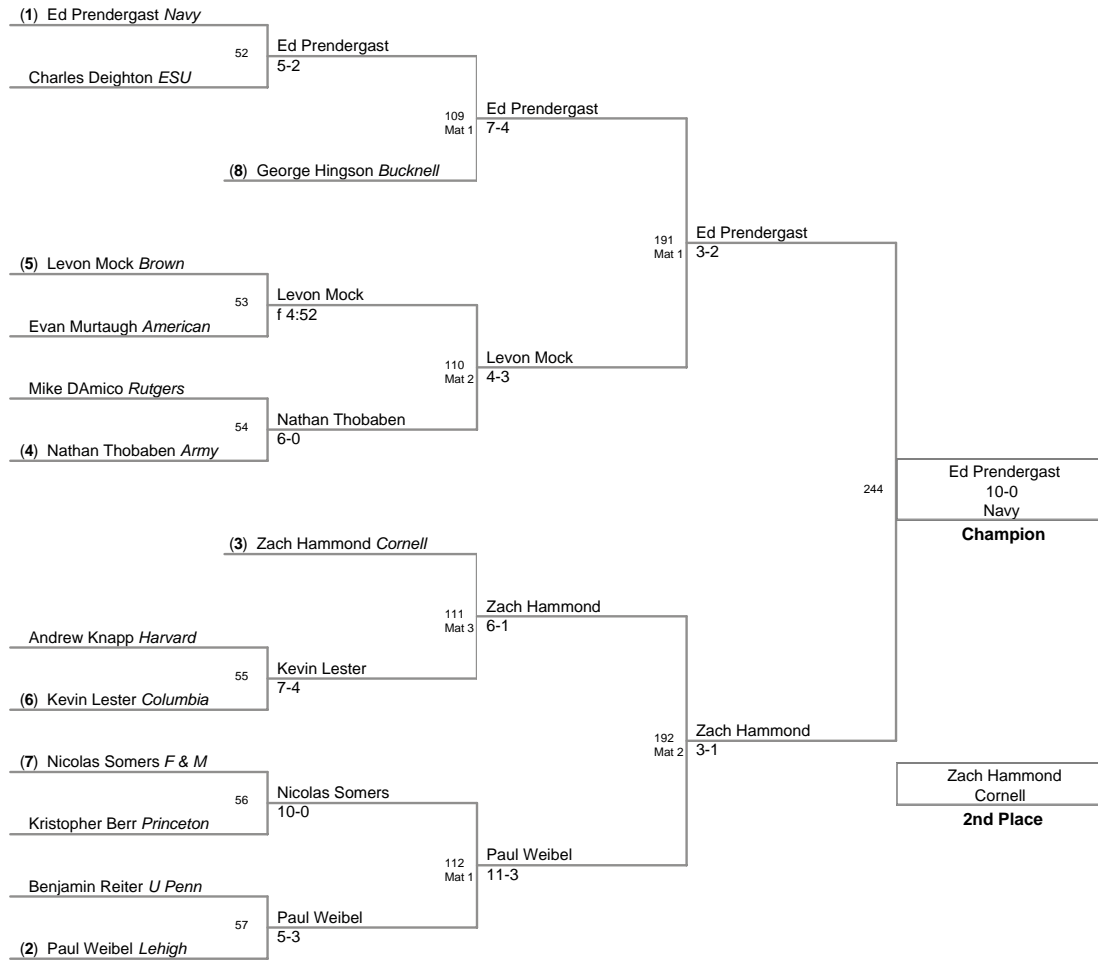 (1) Ed Prendergast Navy
52
Ed Prendergast
5-2
Charles Deighton ESU
109
Mat 1
Ed Prendergast
7-4
(8) George Hingson Bucknell
191
Mat 1
Ed Prendergast
3-2
(5) Levon Mock Brown
53
Levon Mock
f 4:52
Evan Murtaugh American
110
Mat 2
Levon Mock
4-3
Mike DAmico Rutgers
54
Nathan Thobaben
6-0
(4) Nathan Thobaben Army
244
Ed Prendergast
10-0
Navy
Champion
(3) Zach Hammond Cornell
111
Mat 3
Zach Hammond
6-1
Andrew Knapp Harvard
55
Kevin Lester
7-4
(6) Kevin Lester Columbia
192
Mat 2
Zach Hammond
3-1
(7) Nicolas Somers F & M
56
Nicolas Somers
10-0
Kristopher Berr Princeton
112
Mat 1
Paul Weibel
11-3
Benjamin Reiter U Penn
57
Paul Weibel
5-3
(2) Paul Weibel Lehigh
Zach Hammond
Cornell
2nd Place